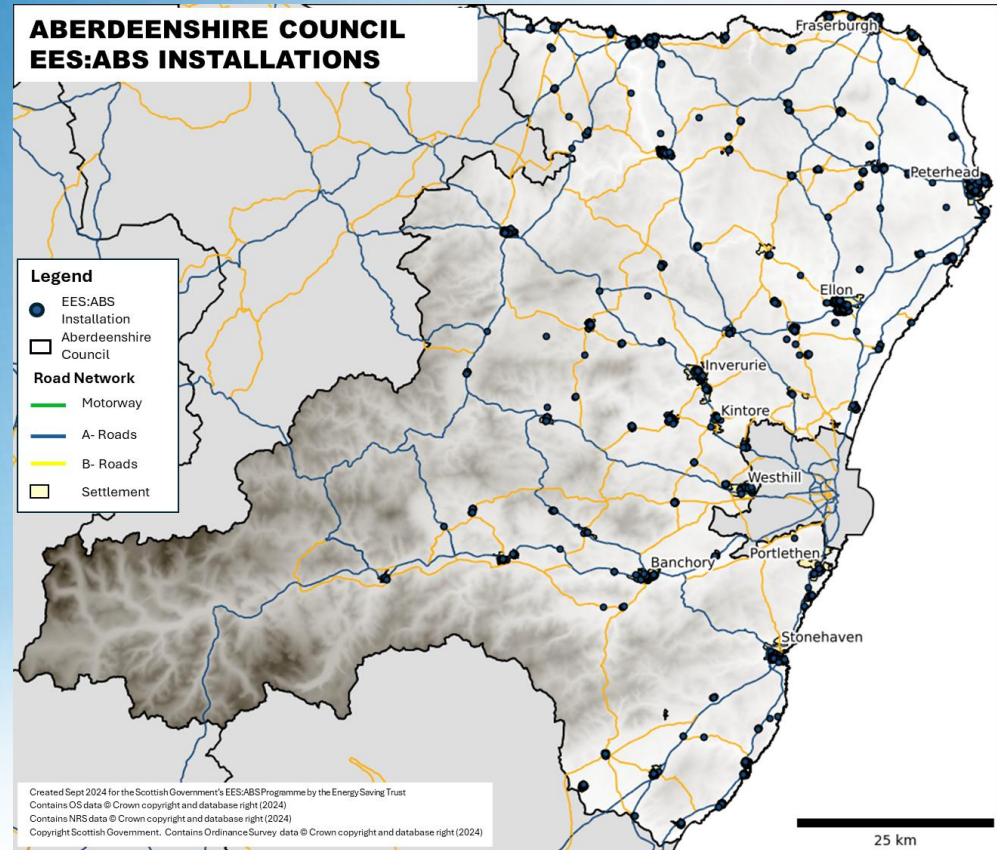 ABERDEENSHIRE COUNCIL
EES:ABS INSTALLATIONS
Fraserburgh
Peterhead
Ellon
Inverurie
Kintore
Westhill
Portlethen
Banchory
Stonehaven
Legend
EES:ABS
Installation
Aberdeenshire
Council
Road Network
Motorway
A- Roads
B- Roads
Settlement
Created Sept 2024 for the Scottish Government's EES:ABS Programme by the Energy Saving Trust
Contains OS data © Crown copyright and database right (2024)
Contains NRS data © Crown copyright and database right (2024)
Copyright Scottish Government. Contains Ordinance Survey data © Crown copyright and database right (2024)
25 km